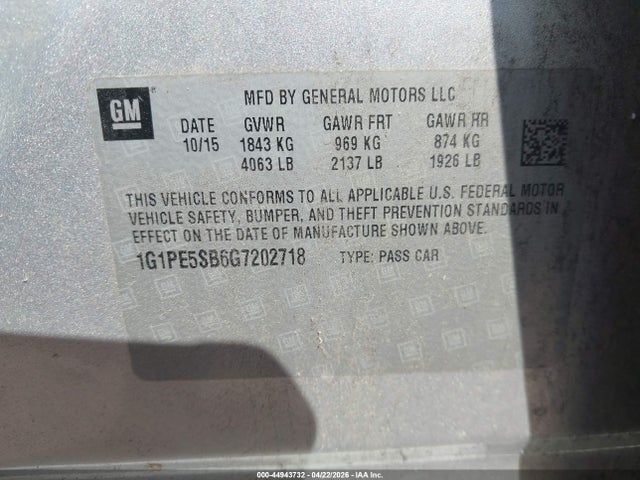 GM
MFD BY GENERAL MOTORS LLC
DATE GVWR GAWR FRT GAWR RR
10/15 1843 KG 969 KG 874 KG
4063 LB 2137 LB 1926 LB
THIS VEHICLE CONFORMS TO ALL APPLICABLE U.S. FEDERAL MOTOR
VEHICLE SAFETY, BUMPER, AND THEFT PREVENTION STANDARDS IN
EFFECT ON THE DATE OF MANUFACTURE SHOWN ABOVE.
1G1PE5SB6G7202718 TYPE: PASS CAR
000-44943732 - 04/22/2026 - IAA Inc.